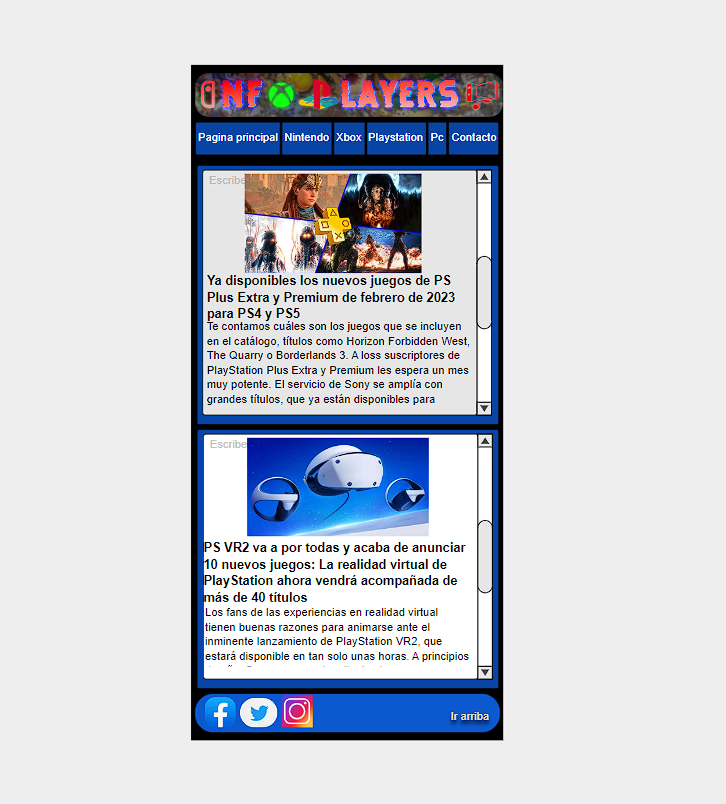 INFOPLAYERS
Pagina principal Nintendo Xbox Playstation Pc Contacto
Escribe
Ya disponibles los nuevos juegos de PS
Plus Extra y Premium de febrero de 2023
para PS4 y PS5
Te contamos cuáles son los juegos que se incluyen
en el catálogo, títulos como Horizon Forbidden West,
The Quarry o Borderlands 3. A loss suscriptores de
PlayStation Plus Extra y Premium les espera un mes
muy potente. El servicio de Sony se amplía con
grandes títulos, que ya están disponibles para
Escribe
PS VR2 va a por todas y acaba de anunciar
10 nuevos juegos: La realidad virtual de
PlayStation ahora vendrá acompañada de
más de 40 títulos
Los fans de las experiencias en realidad virtual
tienen buenas razones para animarse ante el
inminente lanzamiento de PlayStation VR2, que
estará disponible en tan solo unas horas. A principios
Ir arriba